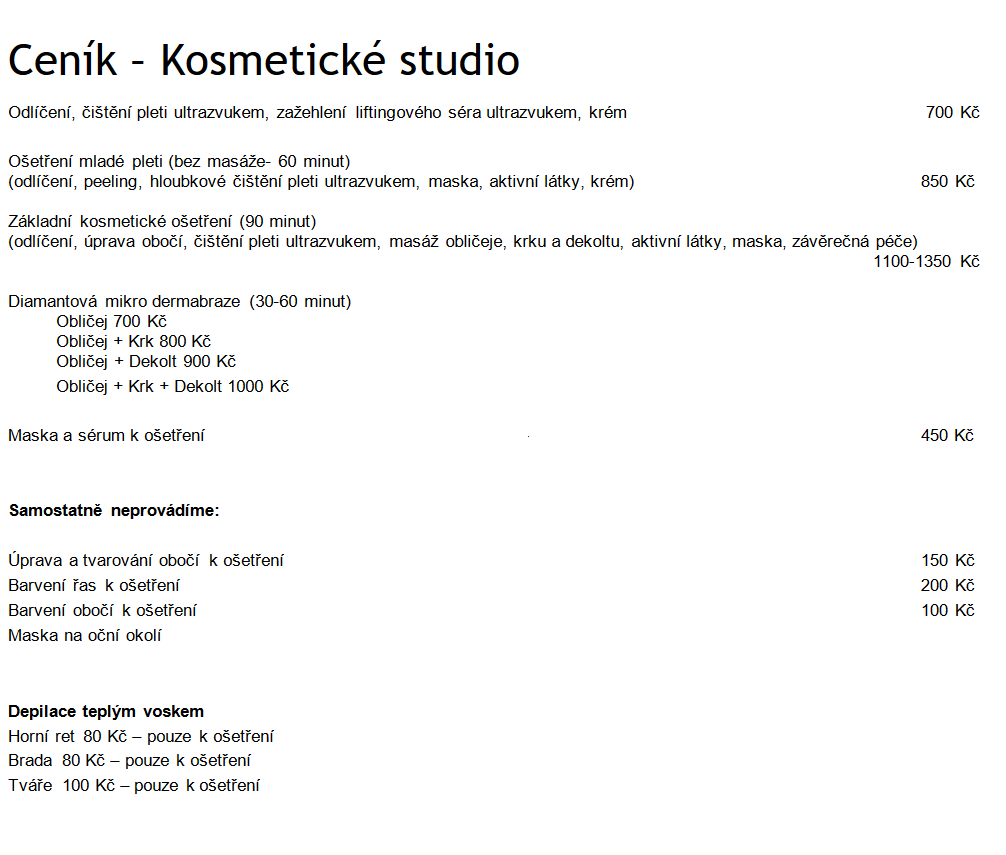 Ceník – Kosmetické studio
Odlíčení, čištění pleti ultrazvukem, zažehlení liftingového séra ultrazvukem, krém 700 Kč
Ošetření mladé pleti (bez masáže- 60 minut)
(odlíčení, peeling, hloubkové čištění pleti ultrazvukem, maska, aktivní látky, krém) 850 Kč
Základní kosmetické ošetření (90 minut)
(odlíčení, úprava obočí, čištění pleti ultrazvukem, masáž obličeje, krku a dekoltu, aktivní látky, maska, závěrečná péče)
1100-1350 Kč
Diamantová mikro dermabraze (30-60 minut)
Obličej 700 Kč
Obličej + Krk 800 Kč
Obličej + Dekolt 900 Kč
Obličej + Krk + Dekolt 1000 Kč
Maska a sérum k ošetření 450 Kč
Samostatně neprovádíme:
Úprava a tvarování obočí k ošetření 150 Kč
Barvení řas k ošetření 200 Kč
Barvení obočí k ošetření 100 Kč
Maska na oční okolí
Depilace teplým voskem
Horní ret 80 Kč – pouze k ošetření
Brada 80 Kč – pouze k ošetření
Tváře 100 Kč – pouze k ošetření